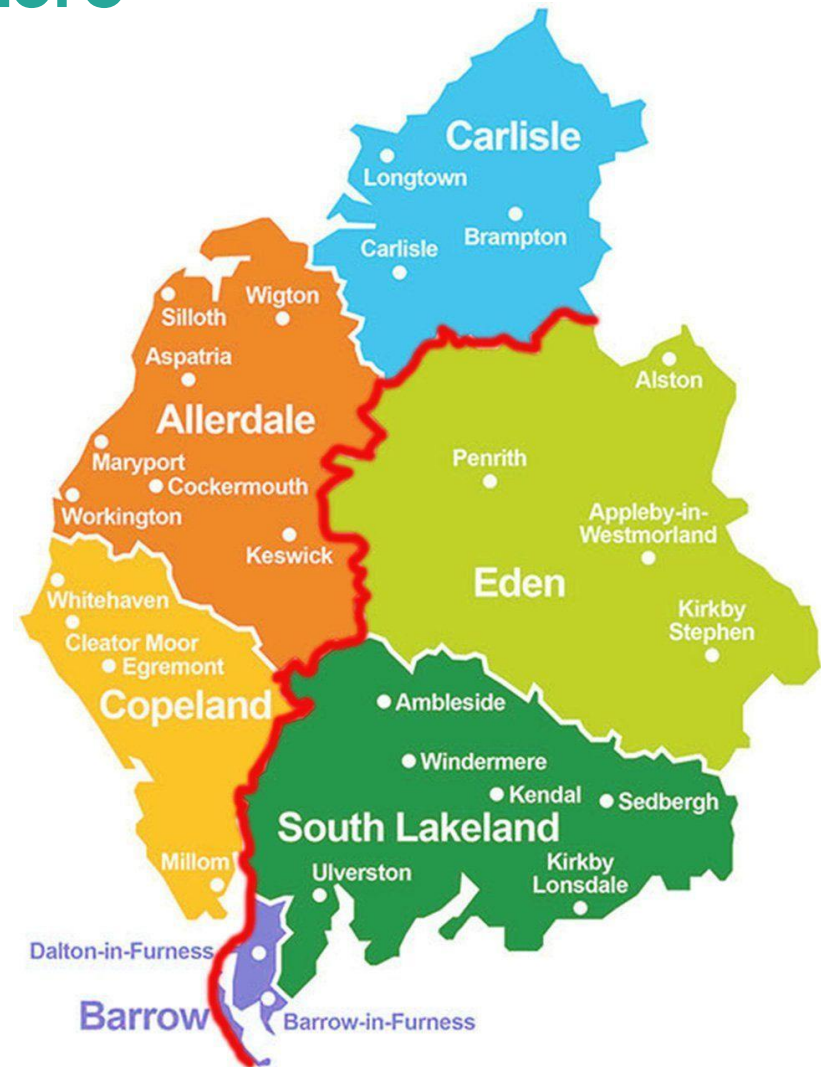 Carlisle
Longtown
Brampton
Carlisle
Wigton
Silloth
Aspatria
Allerdale
Maryport
Cockermouth
Workington
Keswick
Alston
Penrith
Appleby-in-
Westmorland
Eden
Kirkby
Stephen
Whitehaven
Cleator Moor
Egremont
Copeland
Millom
Ambleside
Windermere
Kendal
Sedbergh
South Lakeland
Ulverston
Kirkby
Lonsdale
Dalton-in-Furness
Barrow
Barrow-in-Furness